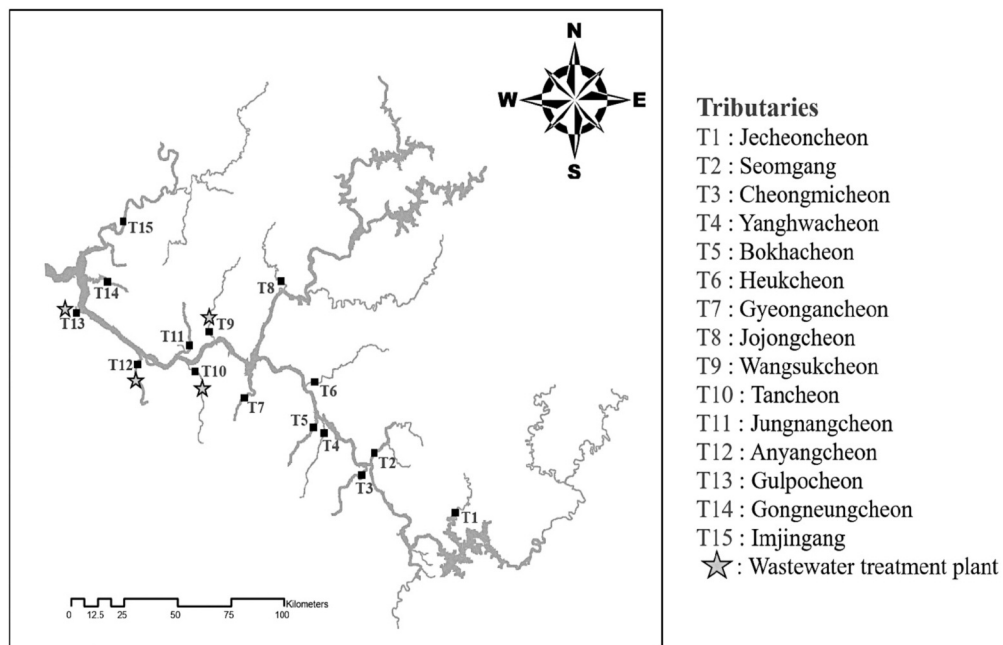 N
W E
S
T15
T14
T8
T13
T9
T11
T12
T10
T6
T7
T5
T4
T2
T3
T1
Kilometers
0 12.5 25 50 75 100
Tributaries
T1 : Jecheoncheon
T2 : Seomgang
T3 : Cheongmicheon
T4 : Yanghwacheon
T5 : Bokhacheon
T6 : Heukcheon
T7 : Gyeongancheon
T8 : Jojongcheon
T9 : Wangsukcheon
T10 : Tancheon
T11 : Jungnangcheon
T12 : Anyangcheon
T13 : Gulpocheon
T14 : Gongneungcheon
T15 : Imjingang
: Wastewater treatment plant